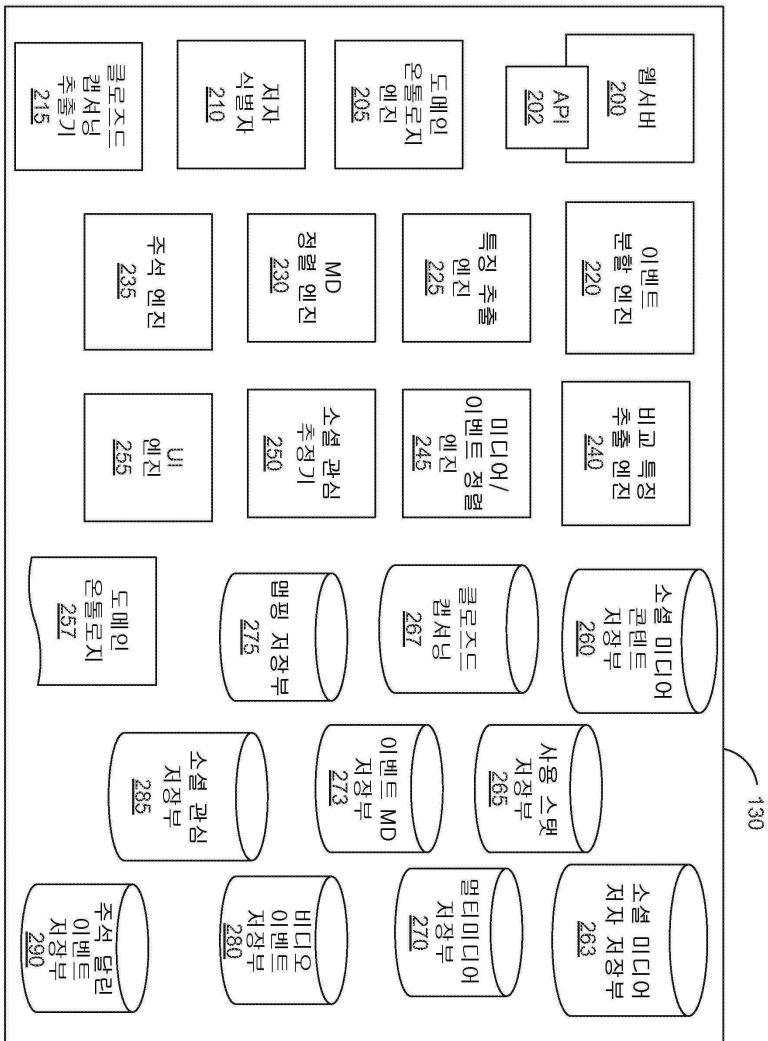 130
웹서버
200
API
202
도메인
온톨로지
엔진
205
저자
식별자
210
클로즈드
캡셔닝
추출기
215
이벤트
분할 엔진
220
특징 추출
엔진
225
MD
정렬 엔진
230
주석 엔진
235
비교 특징
추출 엔진
240
미디어/
이벤트 정렬
엔진
245
소셜 관심
추정기
250
UI
엔진
255
소셜 미디어
콘텐트
저장부
260
클로즈드
캡셔닝
267
맵핑 저장부
275
도메인
온톨로지
257
사용 스탯
저장부
265
이벤트 MD
저장부
273
소셜 관심
저장부
285
소셜 미디어
저자 저장부
263
멀티미디어
저장부
270
비디오
이벤트
저장부
280
주석 달린
이벤트
저장부
290